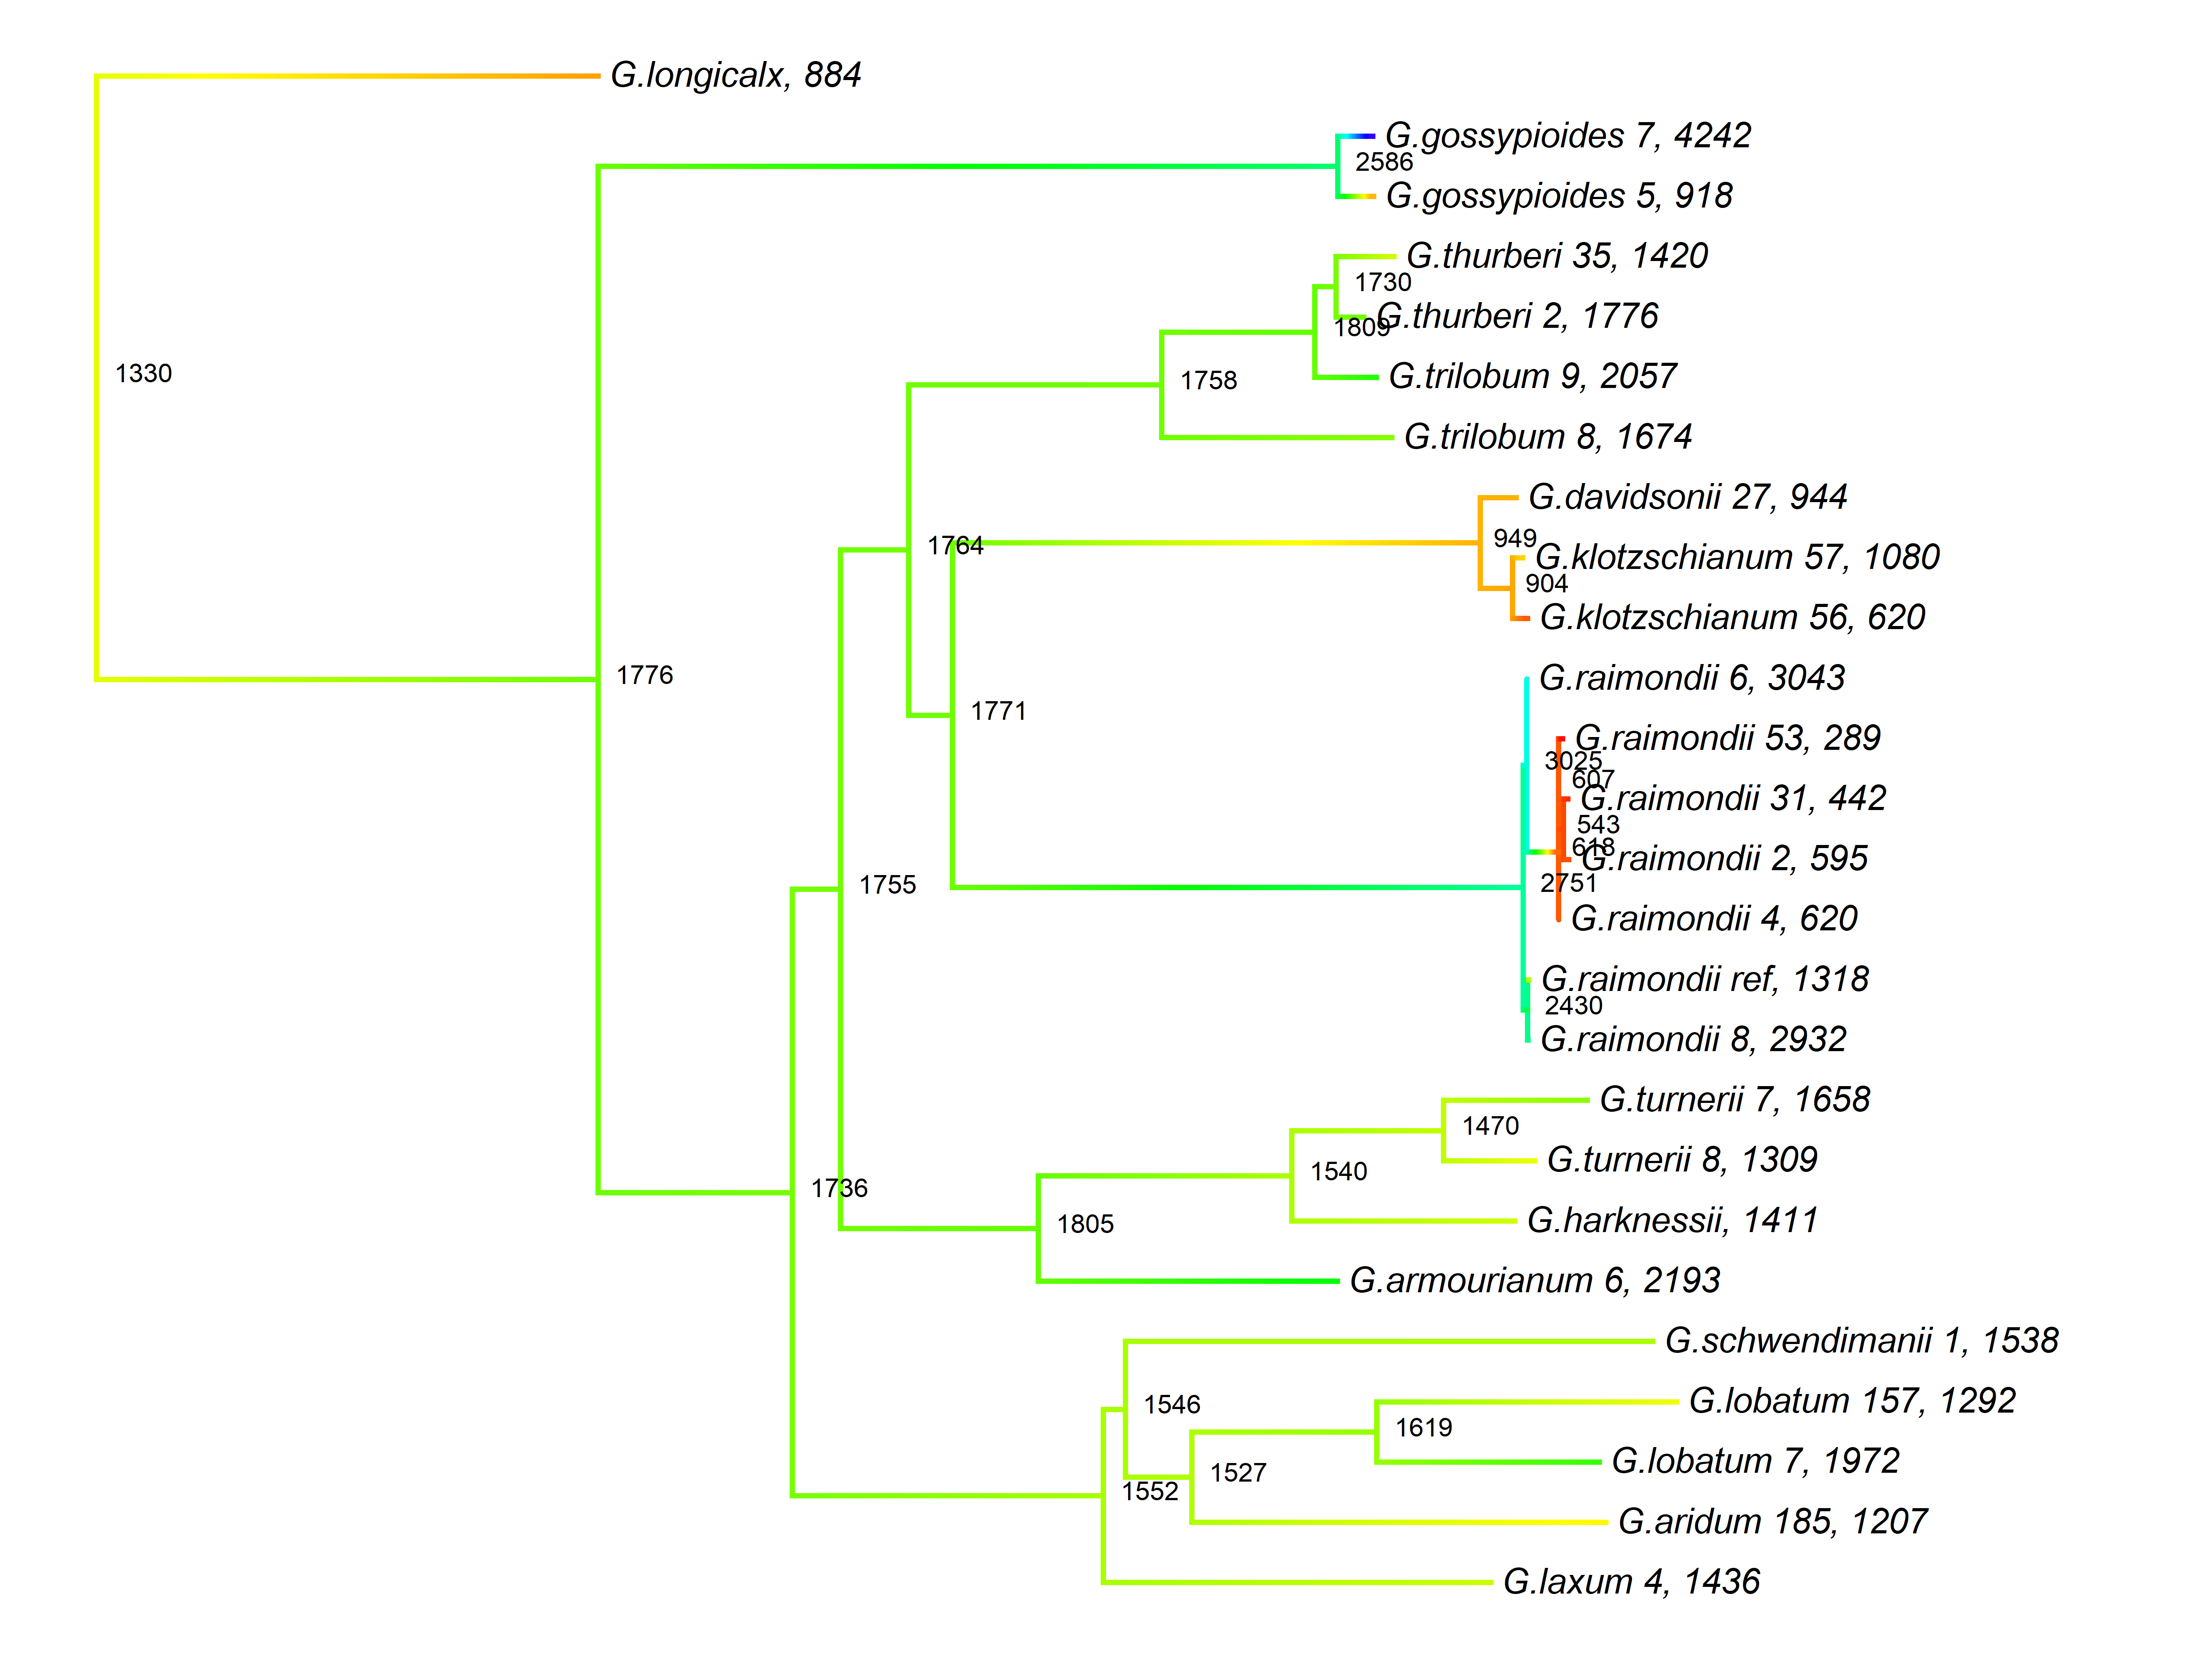 G.longicalx, 884
G.gossypioides 7, 4242
2586
G.gossypioides 5, 918
G.thurberi 35, 1420
1730
G.thurberi 2, 1776
1809
1330
G.trilobum 9, 2057
1758
G.trilobum 8, 1674
G.davidsonii 27, 944
949
1764
G.klotzschianum 57, 1080
904
G.klotzschianum 56, 620
1776
G.raimondii 6, 3043
1771
G.raimondii 53, 289
3025
607
G.raimondii 31, 442
543
618
G.raimondii 2, 595
2751
1755
G.raimondii 4, 620
G.raimondii ref, 1318
2430
G.raimondii 8, 2932
G.turnerii 7, 1658
1470
G.turnerii 8, 1309
1540
1736
G.harknessii, 1411
1805
G.armourianum 6, 2193
G.schwendimanii 1, 1538
1546
G.lobatum 157, 1292
1619
G.lobatum 7, 1972
1527
1552
G.aridum 185, 1207
G.laxum 4, 1436